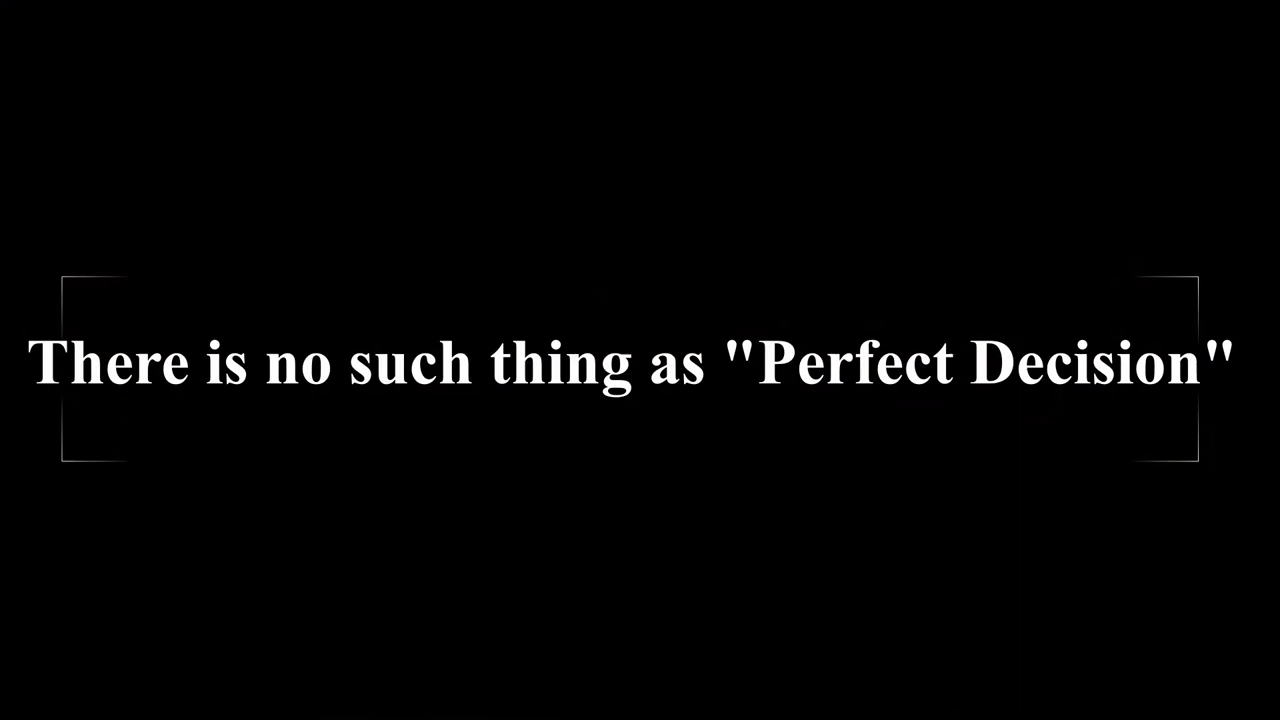 There is no such thing as "Perfect Decision"